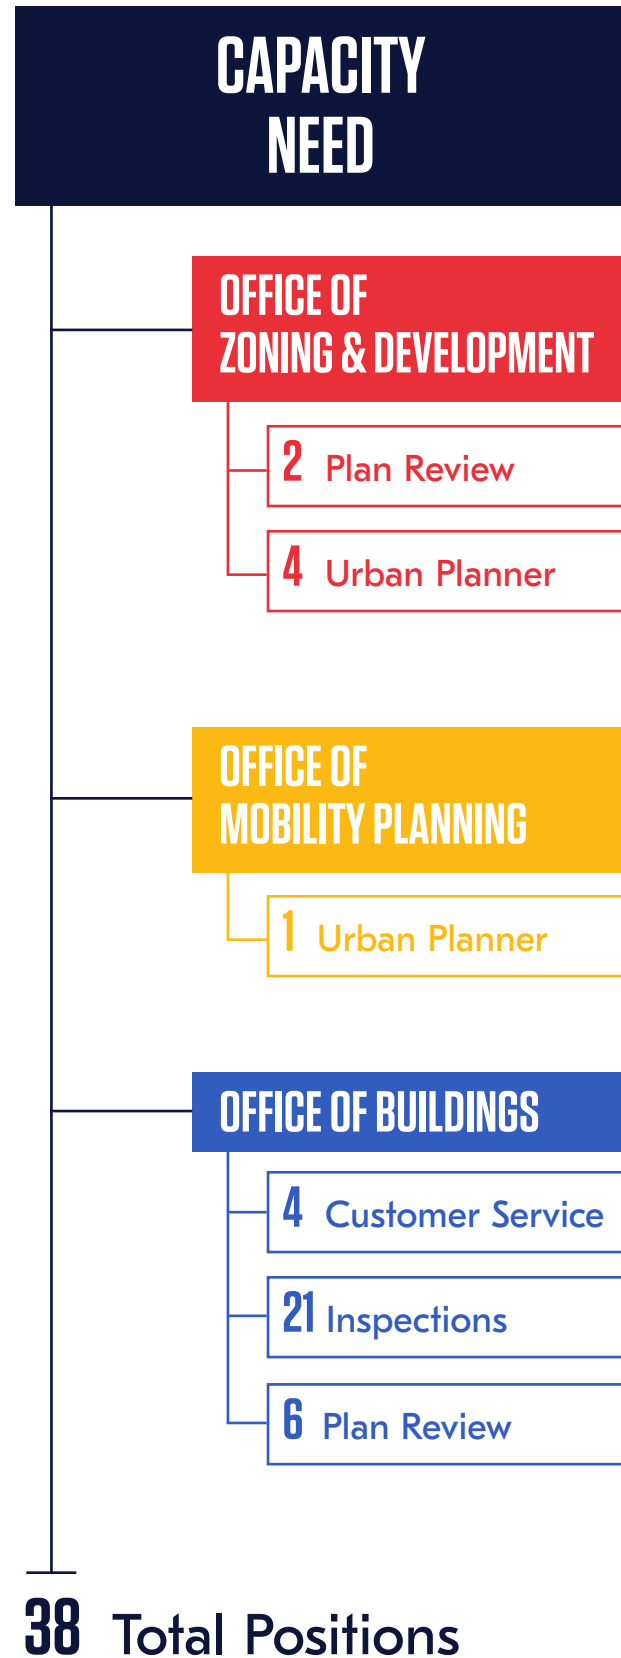 CAPACITY
NEED
OFFICE OF
ZONING & DEVELOPMENT
2 Plan Review
4 Urban Planner
OFFICE OF
MOBILITY PLANNING
1 Urban Planner
OFFICE OF BUILDINGS
4 Customer Service
21 Inspections
6 Plan Review
38 Total Positions